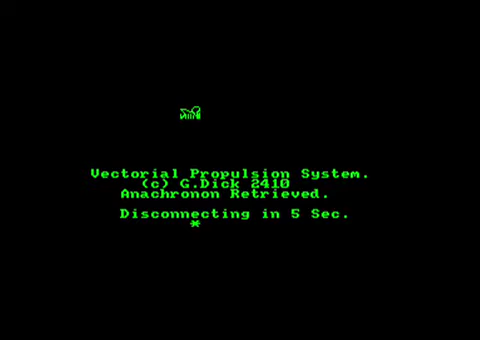 Vectorial Propulsion System.
(c) G.Dick 2410
Anachronon Retrieved.
Disconnecting in 5 Sec.
*